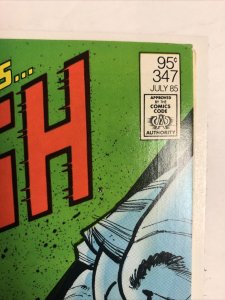 S...
SH
95¢
347
JULY 85
APPROVED
BY THE
COMICS
CODE
AUTHORITY